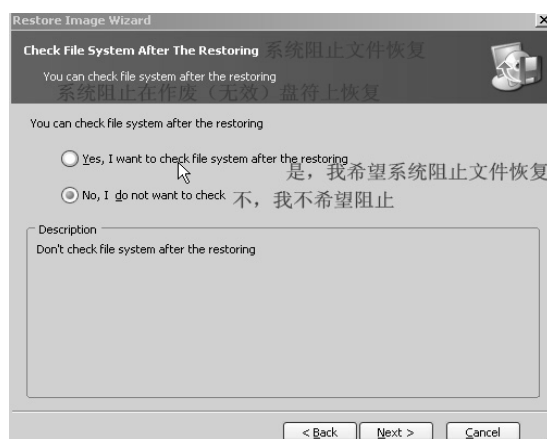 Restore Image Wizard
Check File System After The Restoring 系统阻止文件恢复
You can check file system after the restoring
系统阻止在作废（无效）盘符上恢复
You can check file system after the restoring
Yes, I want to check file system after the restoring
是，我希望系统阻止文件恢复
No, I do not want to check 不，我不希望阻止
Description
Don't check file system after the restoring
< Back Next > Cancel